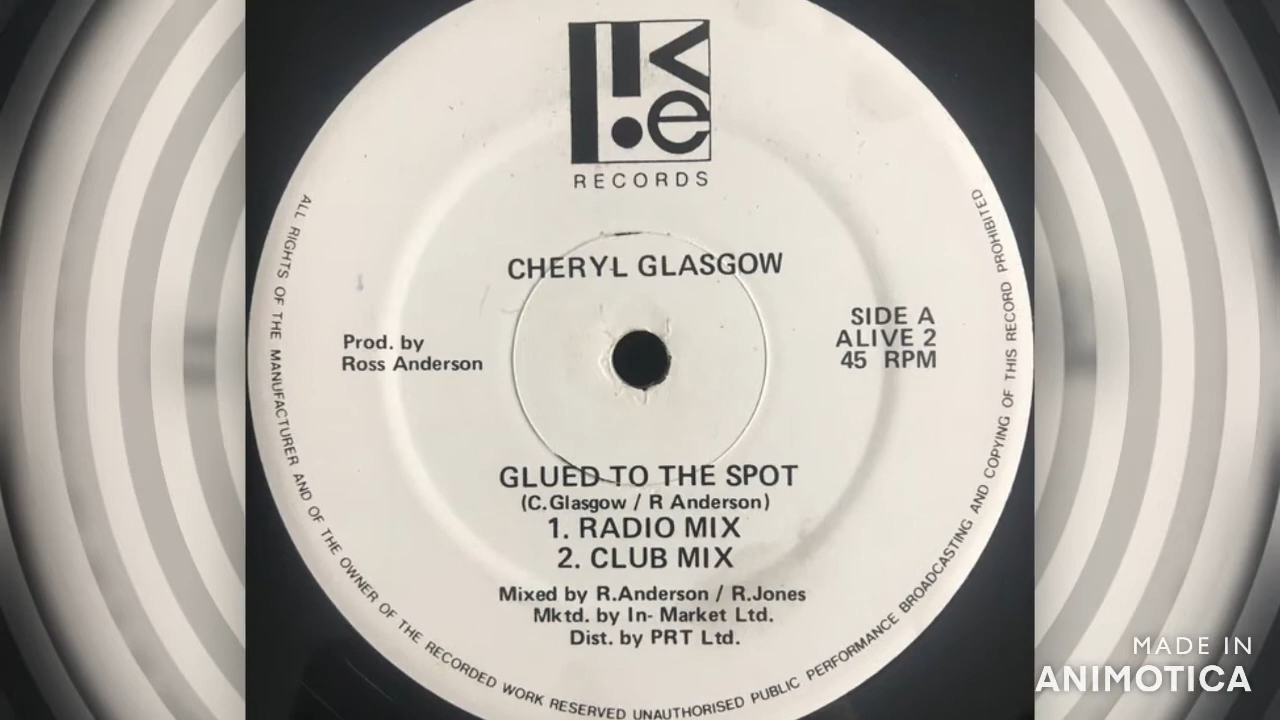 RECORDS
CHERYL GLASGOW
Prod. by
Ross Anderson
SIDE A
ALIVE 2
45 RPM
GLUED TO THE SPOT
(C.Glasgow / R Anderson)
1. RADIO MIX
2. CLUB MIX
Mixed by R.Anderson / R.Jones
Mktd. by In- Market Ltd.
Dist. by PRT Ltd.
ALL RIGHTS OF THE MANUFACTURER AND OF THE OWNER OF THE RECORDED WORK RESERVED UNAUTHORISED PUBLIC PERFORMANCE BROADCASTING AND COPYING OF THIS RECORD PROHIBITED
MADE IN
ANIMOTICA